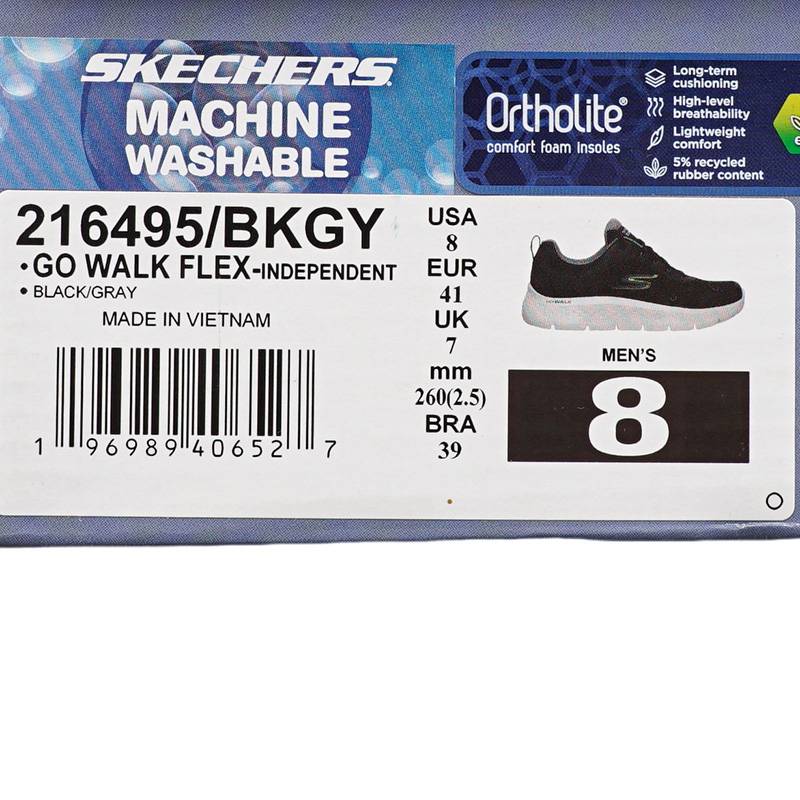 SKECHERS
MACHINE
WASHABLE
Ortholite®
comfort foam insoles
Long-term
cushioning
High-level
breathability
Lightweight
comfort
5% recycled
rubber content
216495/BKGY
•GO WALK FLEX-INDEPENDENT
• BLACK/GRAY
MADE IN VIETNAM
1 96989 40652 7
USA
8
EUR
41
UK
7
mm
260(2.5)
BRA
39
GO WALK
MEN'S
8